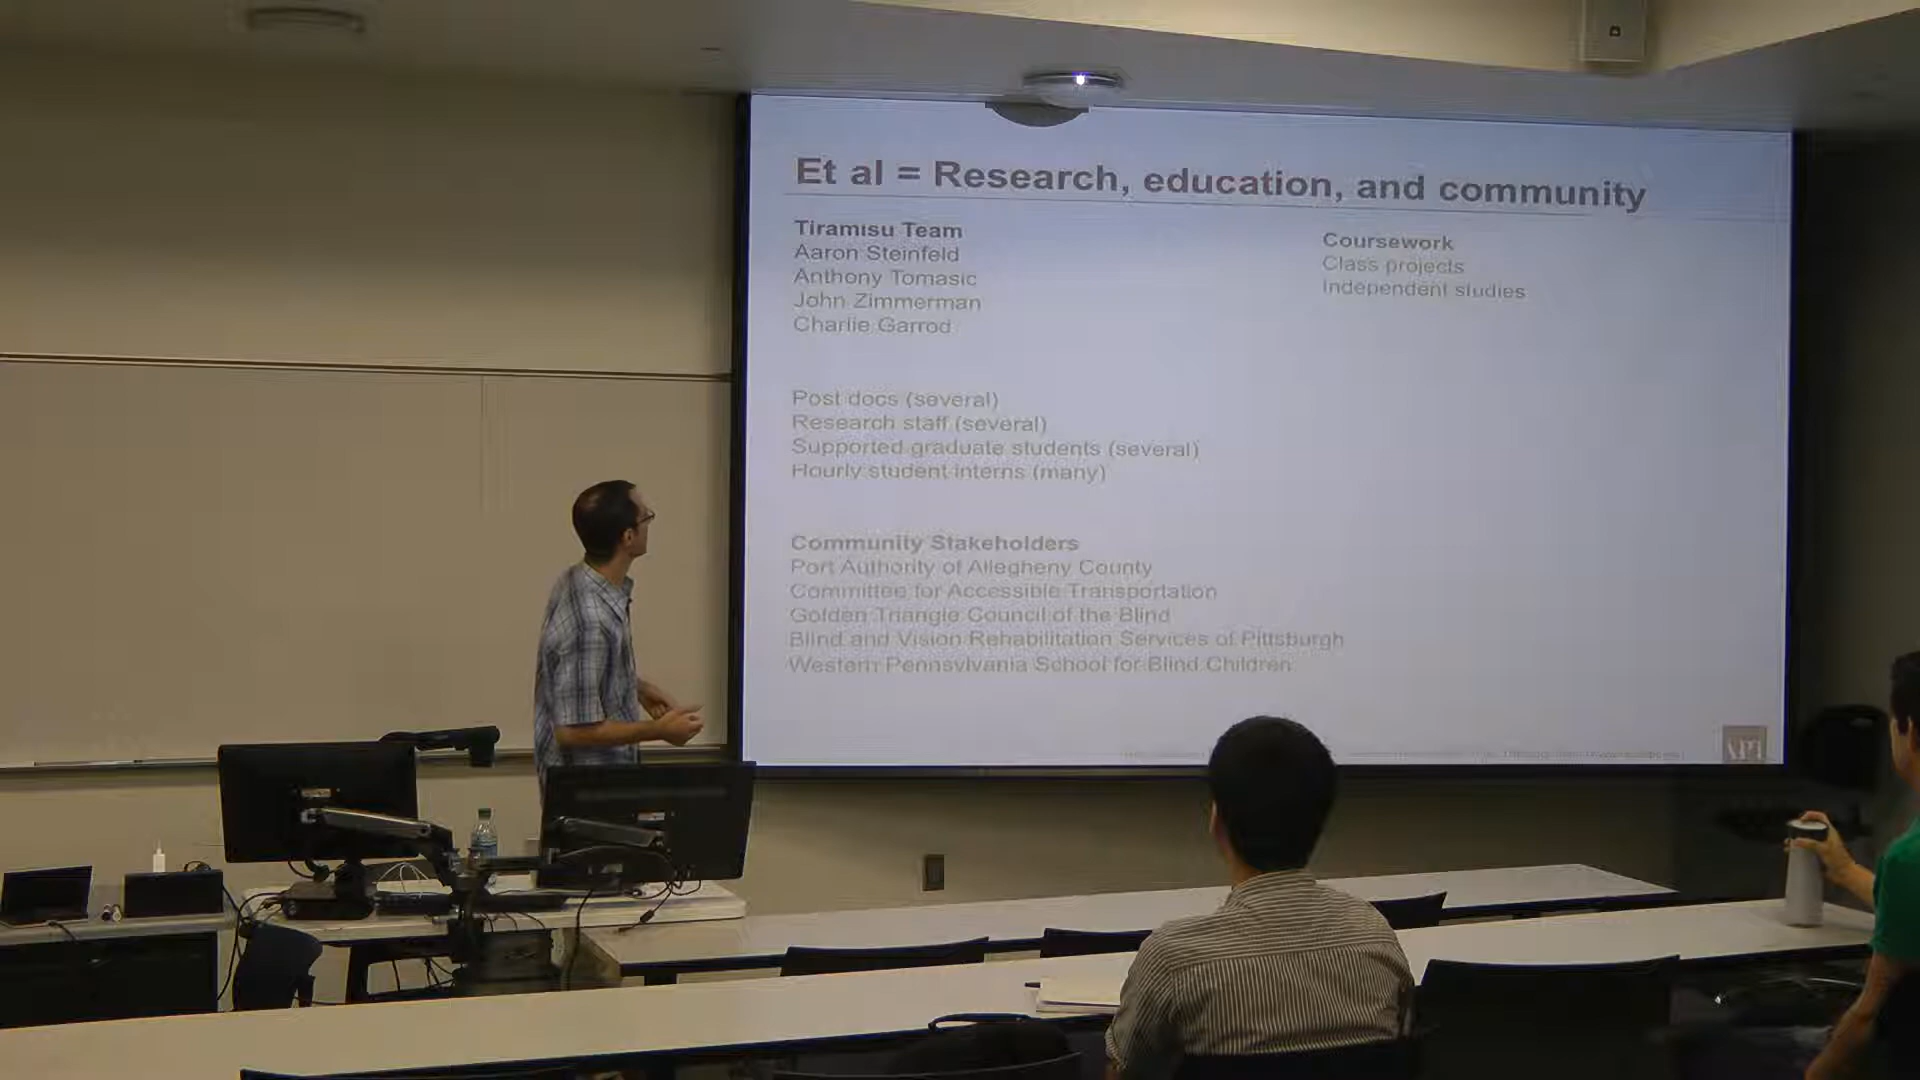 Et al = Research, education, and community
Tiramisu Team
Aaron Steinfeld
Anthony Tomasic
John Zimmerman
Charlie Garrod
Post docs (several)
Research staff (several)
Supported graduate students (several)
Hourly student interns (many)
Community Stakeholders
Port Authority of Allegheny County
Committee for Accessible Transportation
Golden Triangle Council of the Blind
Blind and Vision Rehabilitation Services of Pittsburgh
Western Pennsylvania School for Blind Children
Coursework
Class projects
Independent studies